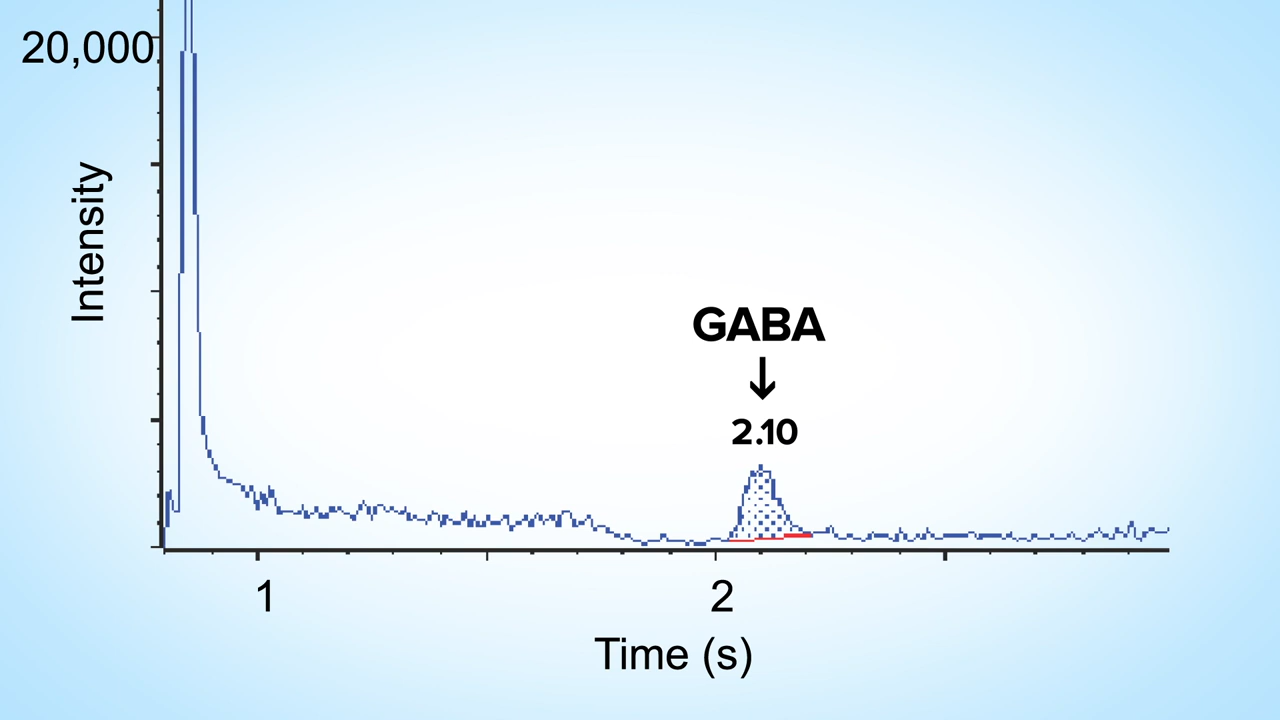 20,000
Intensity
GABA
↓
2.10
1
2
Time (s)